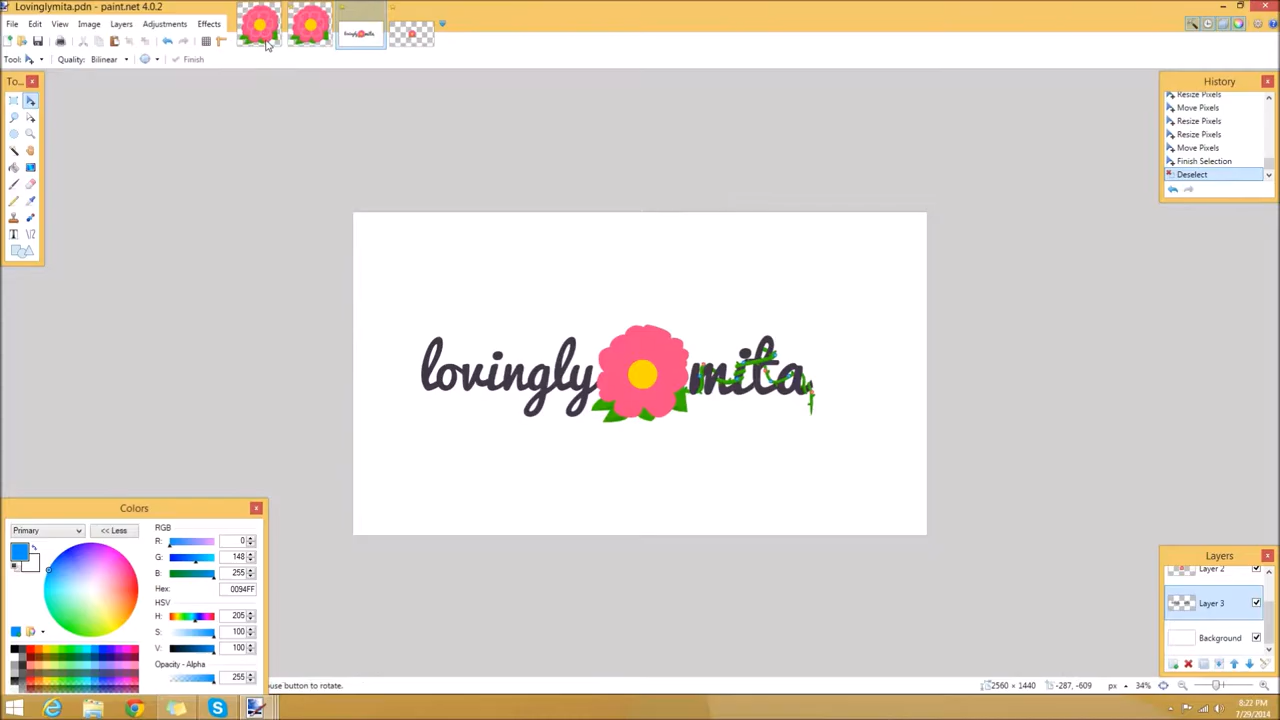 Lovinglymita.pdn - paint.net 4.0.2
File Edit View Image Layers Adjustments Effects
Tool: Quality: Bilinear Finish
To...
History
Resize Pixels
Move Pixels
Resize Pixels
Resize Pixels
Move Pixels
Finish Selection
Deselect
lovingly mita
Colors
Primary << Less
RGB
R: 0
G: 148
B: 255
Hex: 0094FF
HSV
H: 205
S: 100
V: 100
Opacity - Alpha
255
Layers
Layer 2
Layer 3
Background
use button to rotate.
2560 × 1440 -287, -609 px 34%
8:22 PM
7/29/2014